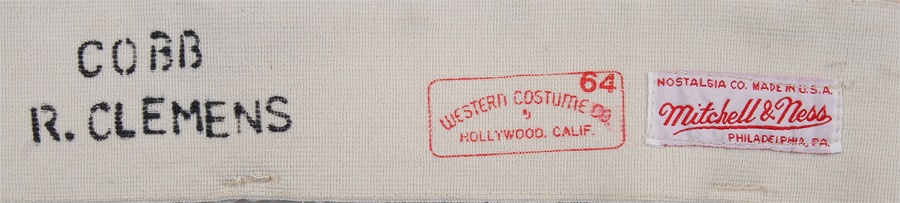 COBB
R. CLEMENS
64
WESTERN COSTUME CO.
HOLLYWOOD, CALIF.
NOSTALGIA CO. MADE IN U.S.A.
Mitchell & Ness
PHILADELPHIA, PA.